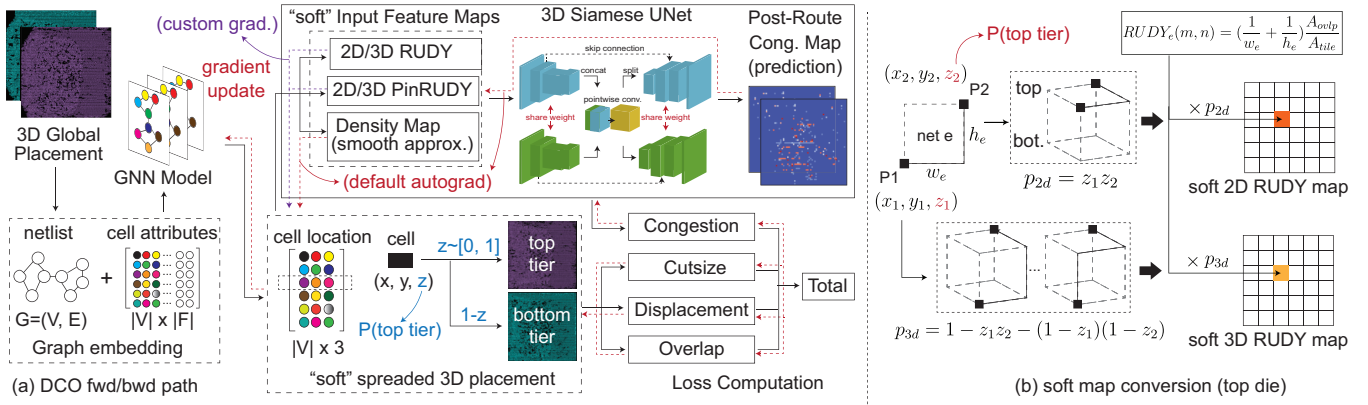 (custom grad.)
gradient
update
3D Global
Placement
GNN Model
netlist
cell attributes
+
G=(V, E)
|V| x |F|
Graph embedding
(a) DCO fwd/bwd path
"soft" Input Feature Maps
2D/3D RUDY
2D/3D PinRUDY
Density Map
(smooth approx.)
(default autograd)
3D Siamese UNet
skip connection
concat
split
pointwise conv.
share weight
share weight
Post-Route
Cong. Map
(prediction)
cell location
|V| x 3
cell
(x, y, z)
P(top tier)
z~[0, 1]
1-z
top
tier
bottom
tier
"soft" spreaded 3D placement
Congestion
Cutsize
Displacement
Overlap
Total
Loss Computation
P(top tier)
(x₂, y₂, z₂)
P2
net e
hₑ
P1
wₑ
(x₁, y₁, z₁)
top
bot.
p₂d = z₁z₂
RUDYₑ(m, n) = (1/wₑ + 1/hₑ) A_ovlp/A_tile
× p₂d
soft 2D RUDY map
...
p₃d = 1 − z₁z₂ − (1 − z₁)(1 − z₂)
× p₃d
soft 3D RUDY map
(b) soft map conversion (top die)